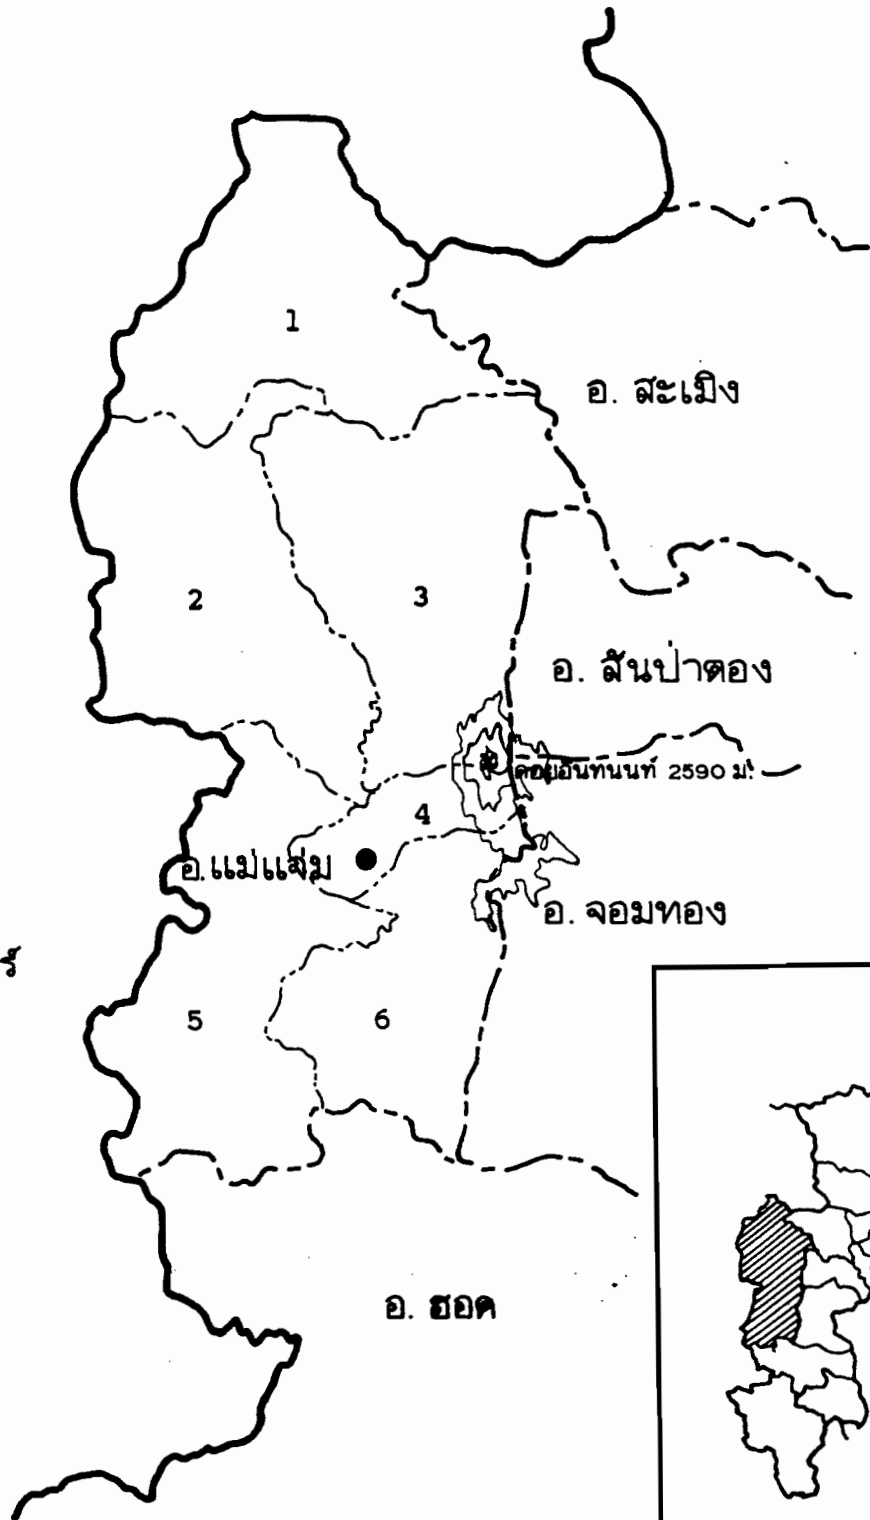 1
อ. สะเมิง
2
3
อ. สันป่าตอง
ดอยอินทนนท์ 2590 ม.
4
อ.แม่แจ่ม
อ. จอมทอง
5
6
อ. ฮอด